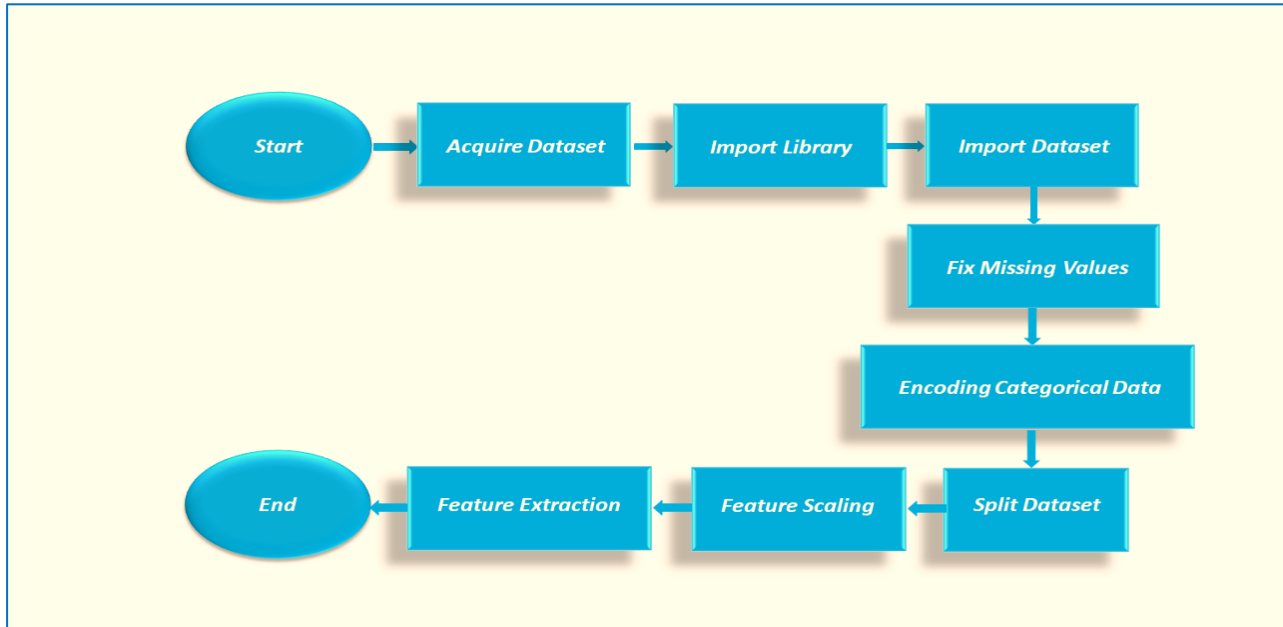 Start
Acquire Dataset
Import Library
Import Dataset
Fix Missing Values
Encoding Categorical Data
Split Dataset
Feature Scaling
Feature Extraction
End